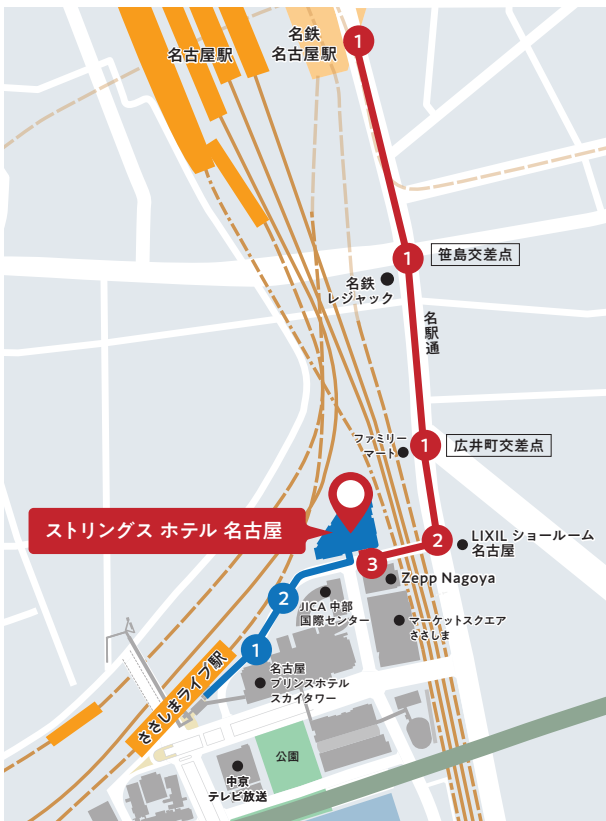 名古屋駅
名鉄
名古屋駅
1
1
笹島交差点
名鉄
レジャック
名駅通
ファミリー
マート
1
広井町交差点
ストリングス ホテル 名古屋
2
LIXIL ショールーム
名古屋
3
Zepp Nagoya
2
JICA 中部
国際センター
マーケットスクエア
ささしま
1
ささしまライブ駅
名古屋
プリンスホテル
スカイタワー
公園
中京
テレビ放送